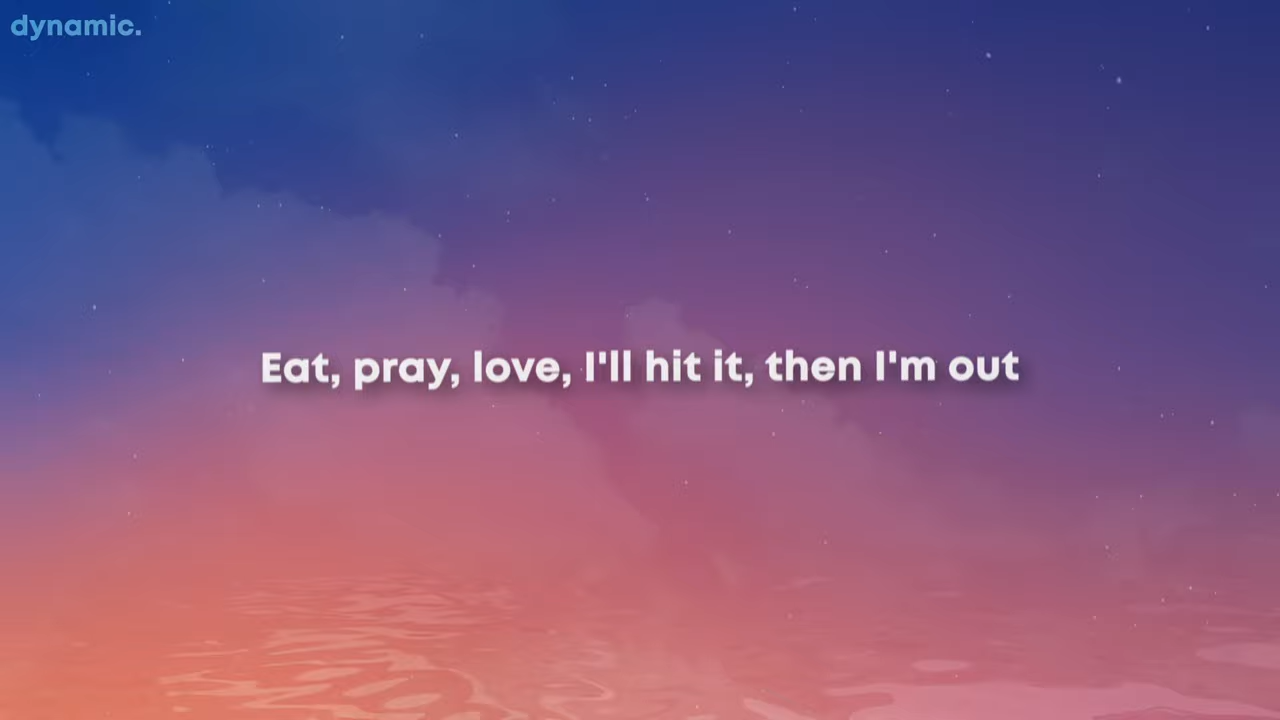 dynamic.
Eat, pray, love, I'll hit it, then I'm out